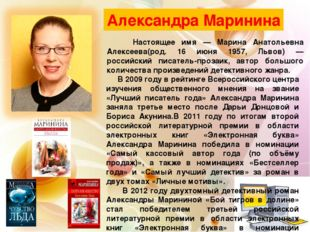 Александра Маринина
Настоящее имя — Марина Анатольевна
Алексеева(род. 16 июня 1957, Львов) —
российский писатель-прозаик, автор большого
количества произведений детективного жанра.
В 2009 году в рейтинге Всероссийского центра
изучения общественного мнения на звание
«Лучший писатель года» Александра Маринина
заняла третье место после Дарьи Донцовой и
Бориса Акунина.В 2011 году по итогам второй
российской литературной премии в области
электронных книг «Электронная буква»
Александра Маринина победила в номинации
«Самый кассовый автор года (по объёму
продаж)», а также в номинациях «Бестселлер
года» и «Самый лучший детектив» за роман в
двух томах «Личные мотивы».
В 2012 году двухтомный детективный роман
Александры Марининой «Бой тигров в долине»
стал победителем третьей российской
литературной премии в области электронных
книг «Электронная буква» в номинации
МАРИНИНА
ЧУВСТВО
ЛЬДА